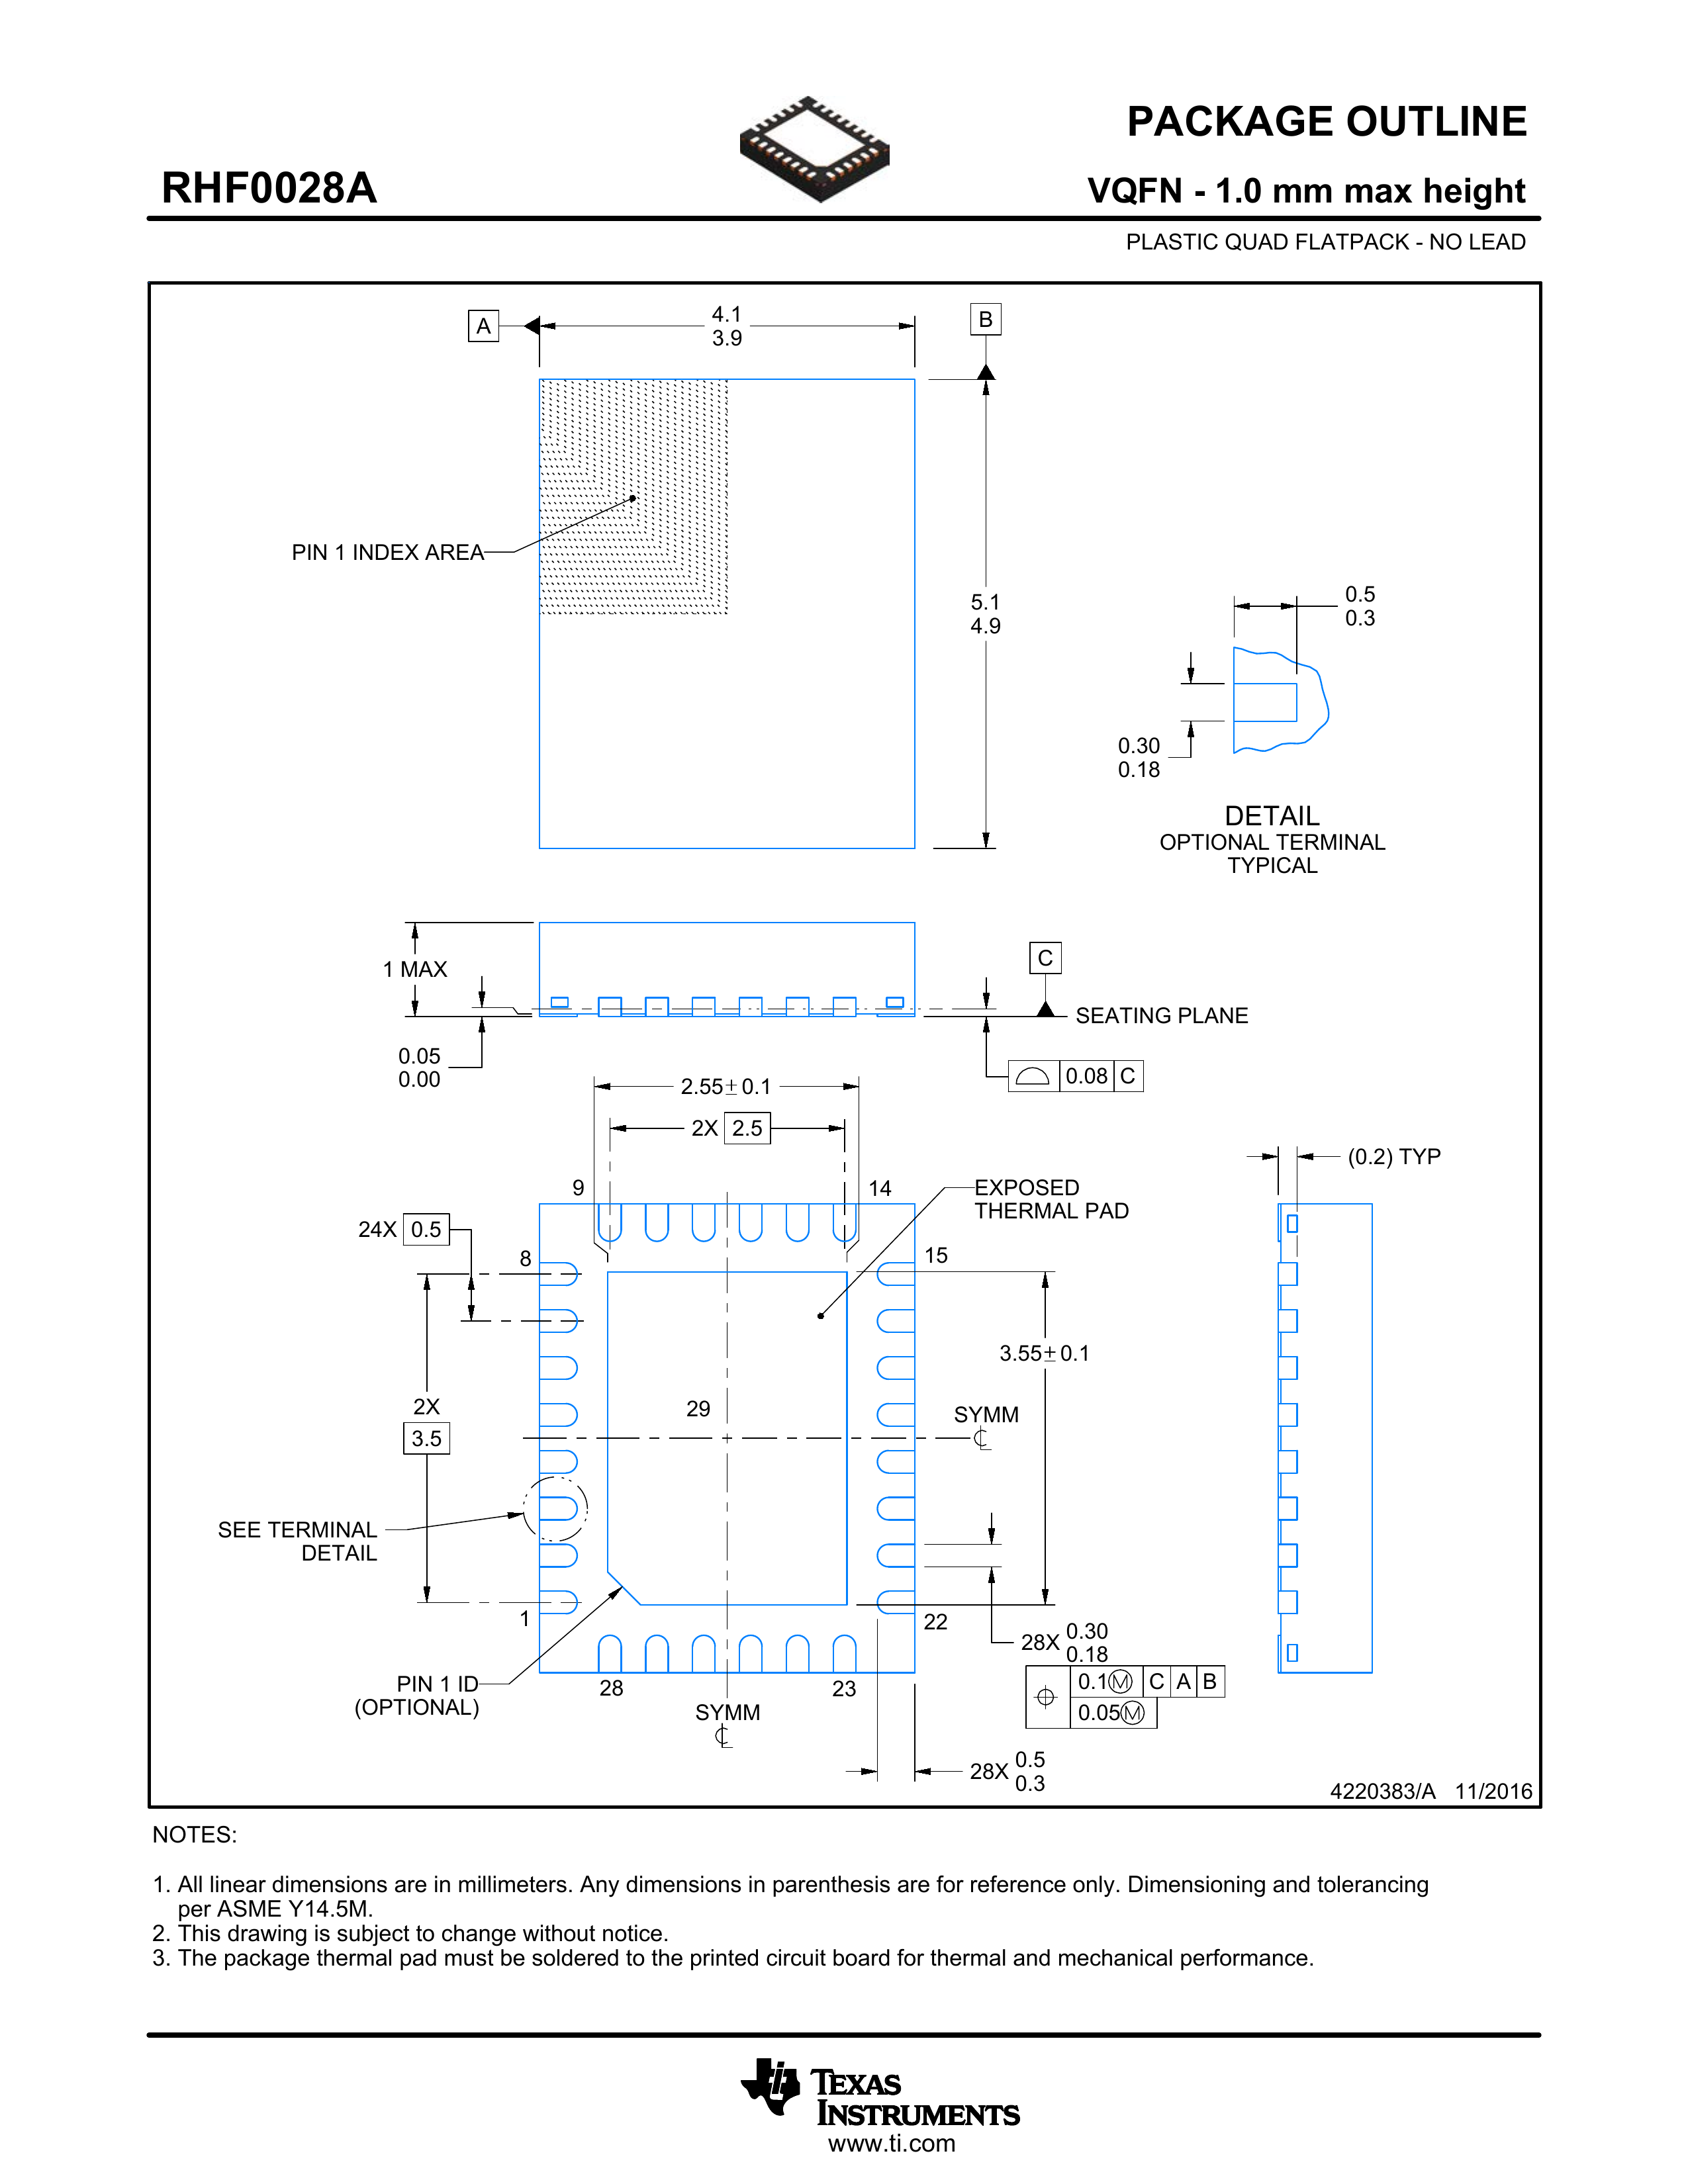 PACKAGE OUTLINE
RHF0028A
VQFN - 1.0 mm max height
PLASTIC QUAD FLATPACK - NO LEAD
A
4.1
3.9
B
PIN 1 INDEX AREA
5.1
4.9
0.5
0.3
0.30
0.18
DETAIL
OPTIONAL TERMINAL
TYPICAL
1 MAX
C
SEATING PLANE
0.05
0.00
0.08 C
2.55± 0.1
2X 2.5
(0.2) TYP
9
14
EXPOSED
THERMAL PAD
24X 0.5
8
15
3.55± 0.1
2X
3.5
29
SYMM
SEE TERMINAL
DETAIL
1
22
28X 0.30
0.18
0.1Ⓜ C A B
0.05Ⓜ
PIN 1 ID
(OPTIONAL)
28
23
SYMM
28X 0.5
0.3
4220383/A 11/2016
NOTES:
1. All linear dimensions are in millimeters. Any dimensions in parenthesis are for reference only. Dimensioning and tolerancing
per ASME Y14.5M.
2. This drawing is subject to change without notice.
3. The package thermal pad must be soldered to the printed circuit board for thermal and mechanical performance.
TEXAS
INSTRUMENTS
www.ti.com